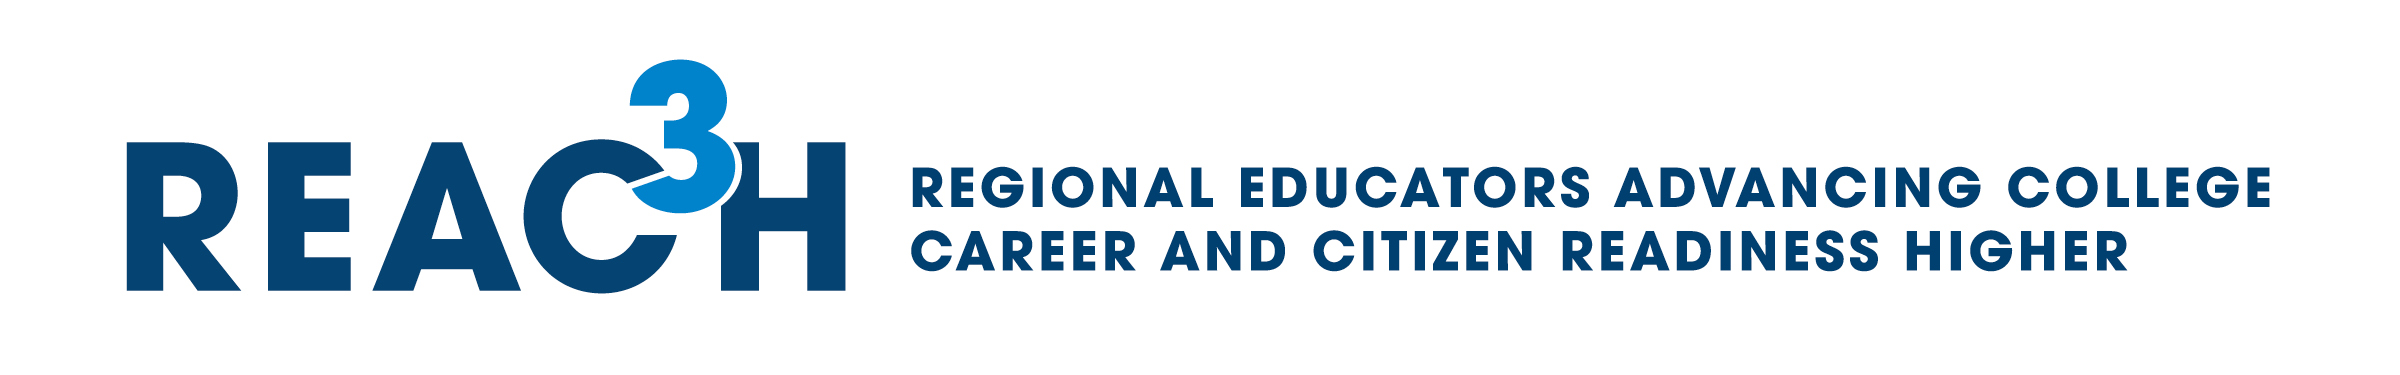 REAC³H
REGIONAL EDUCATORS ADVANCING COLLEGE
CAREER AND CITIZEN READINESS HIGHER